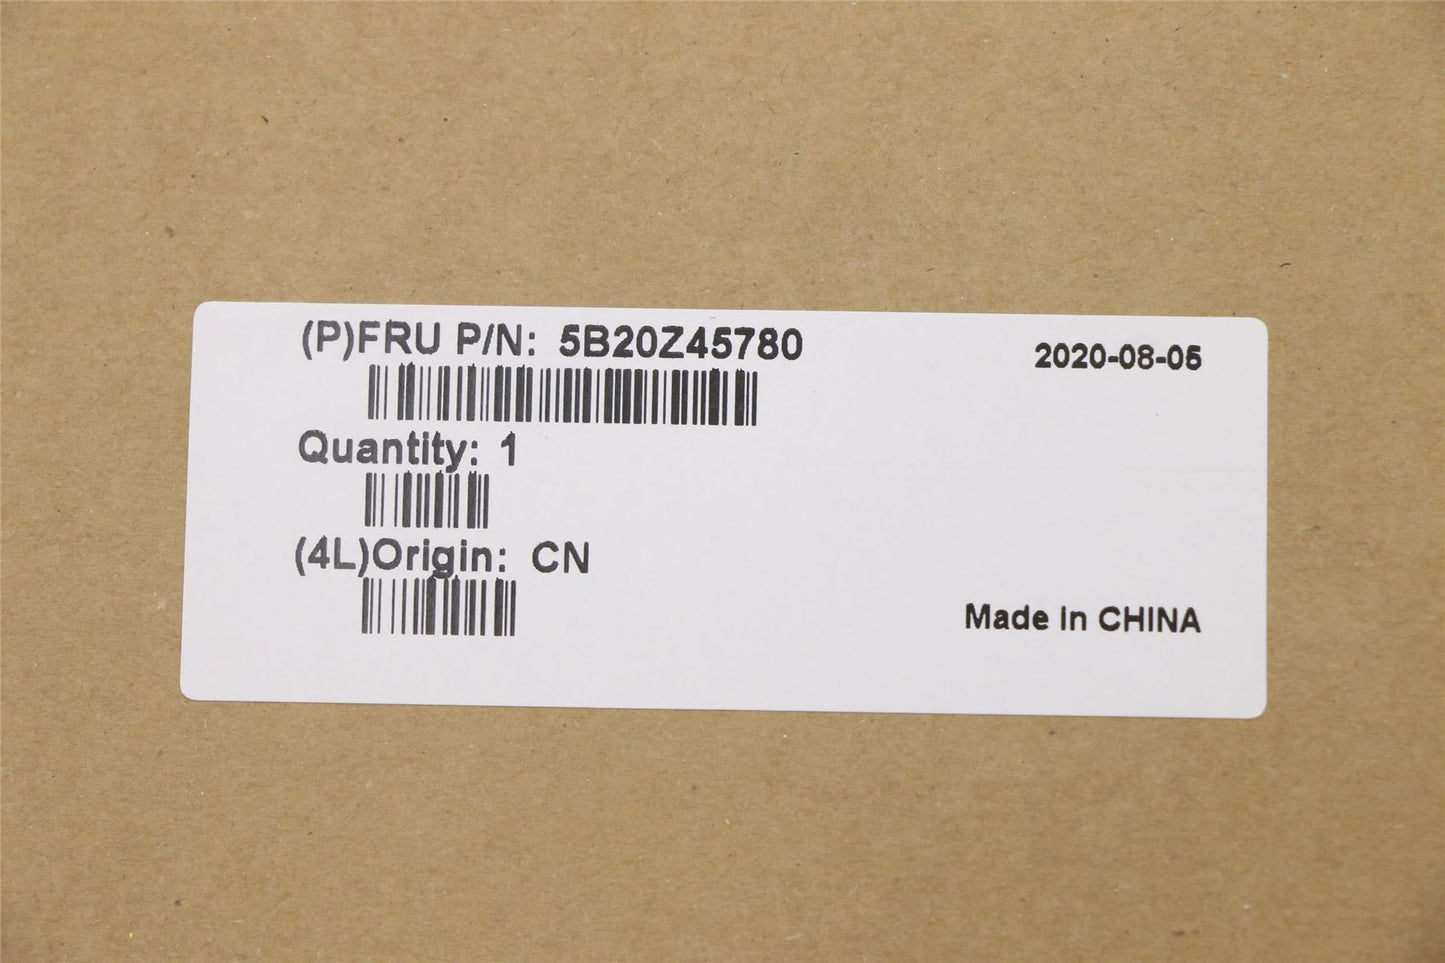 (P)FRU P/N: 5B20Z45780
2020-08-05
Quantity: 1
(4L)Origin: CN
Made in CHINA